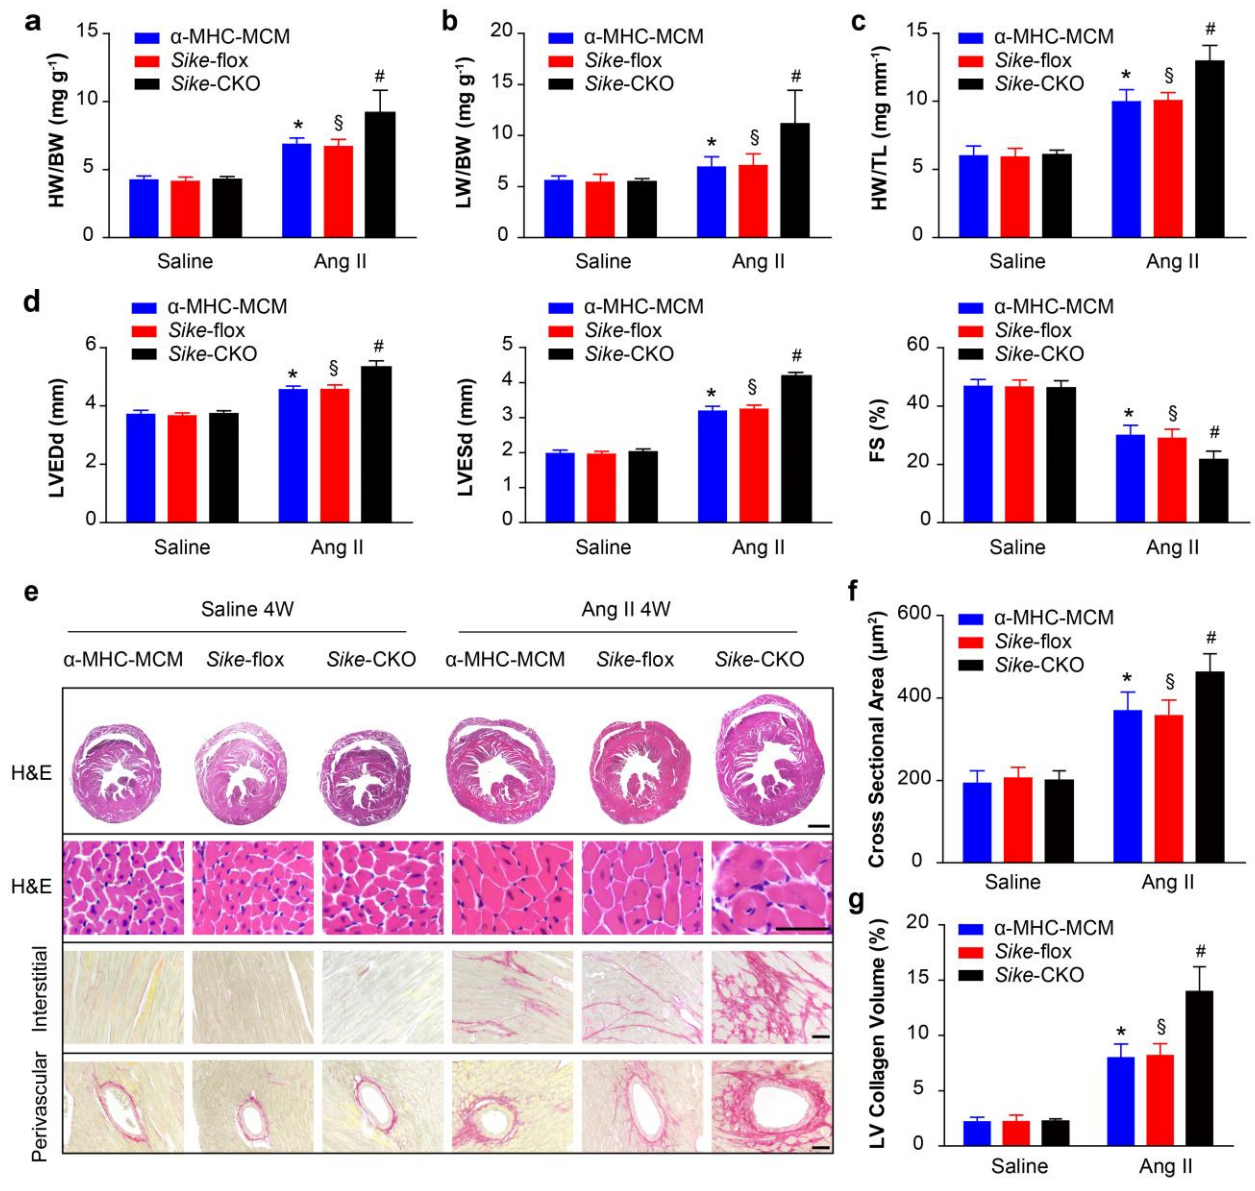 a
15
10
5
0
HW/BW (mg g⁻¹)
α-MHC-MCM
Sike-flox
Sike-CKO
* § #
Saline Ang II
b
20
15
10
5
0
LW/BW (mg g⁻¹)
α-MHC-MCM
Sike-flox
Sike-CKO
* § #
Saline Ang II
c
15
10
5
0
HW/TL (mg mm⁻¹)
α-MHC-MCM
Sike-flox
Sike-CKO
* § #
Saline Ang II
d
6
4
2
0
LVEDd (mm)
α-MHC-MCM
Sike-flox
Sike-CKO
* § #
Saline Ang II
5
4
3
2
1
0
LVESd (mm)
α-MHC-MCM
Sike-flox
Sike-CKO
* § #
Saline Ang II
60
40
20
0
FS (%)
α-MHC-MCM
Sike-flox
Sike-CKO
* § #
Saline Ang II
e
Saline 4W Ang II 4W
α-MHC-MCM Sike-flox Sike-CKO α-MHC-MCM Sike-flox Sike-CKO
H&E
H&E
Interstitial
Perivascular
f
600
400
200
0
Cross Sectional Area (µm²)
α-MHC-MCM
Sike-flox
Sike-CKO
* § #
Saline Ang II
g
20
15
10
5
0
LV Collagen Volume (%)
α-MHC-MCM
Sike-flox
Sike-CKO
* § #
Saline Ang II